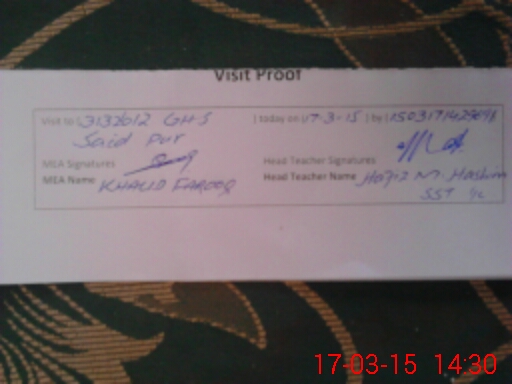 Visit Proof
Visit to ( 3132012 GHS ) today on (17-3-15 ) by (
Said Pur
MEA Signatures Head Teacher Signatures
MEA Name KHALID FAROOQ Head Teacher Name Hafiz M. Hashim
SST
17-03-15 14:30